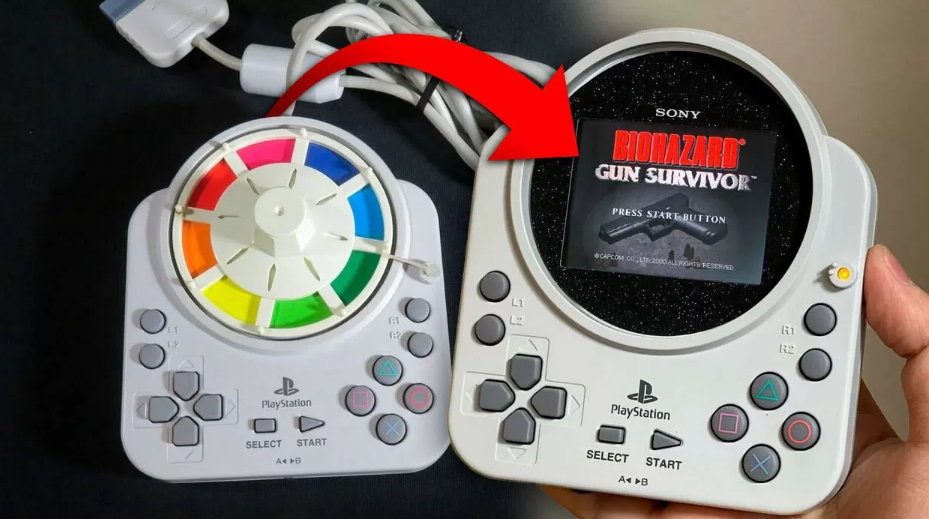 L1
L2
R1
R2
PlayStation
SELECT
START
A◄ ►B
SONY
BIOHAZARD®
GUN SURVIVOR™
PRESS START BUTTON
©CAPCOM CO.,LTD.2000 ALL RIGHTS RESERVED.
L1
L2
R1
R2
PlayStation
SELECT
START
A◄ ►B